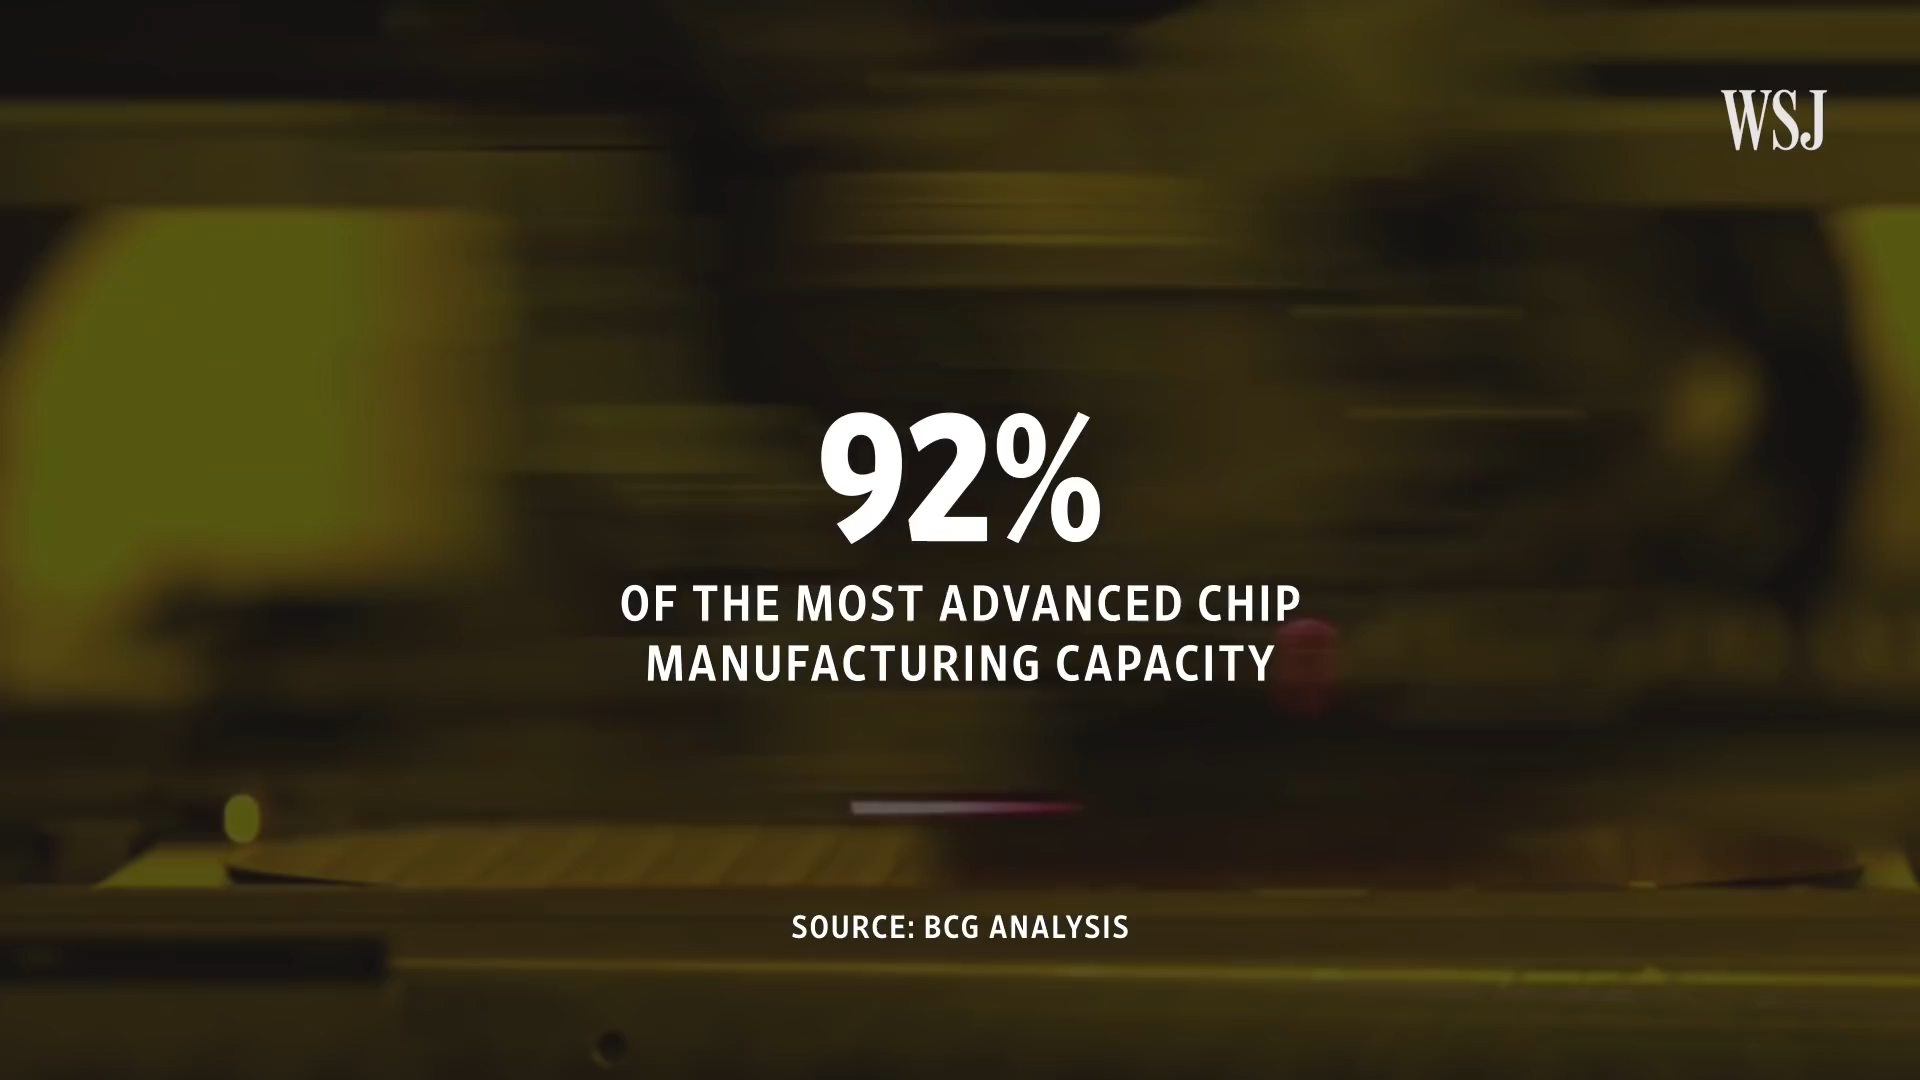 WSJ
92%
OF THE MOST ADVANCED CHIP
MANUFACTURING CAPACITY
SOURCE: BCG ANALYSIS